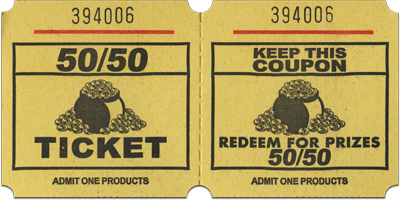 394006
50/50
TICKET
ADMIT ONE PRODUCTS
394006
KEEP THIS
COUPON
REDEEM FOR PRIZES
50/50
ADMIT ONE PRODUCTS